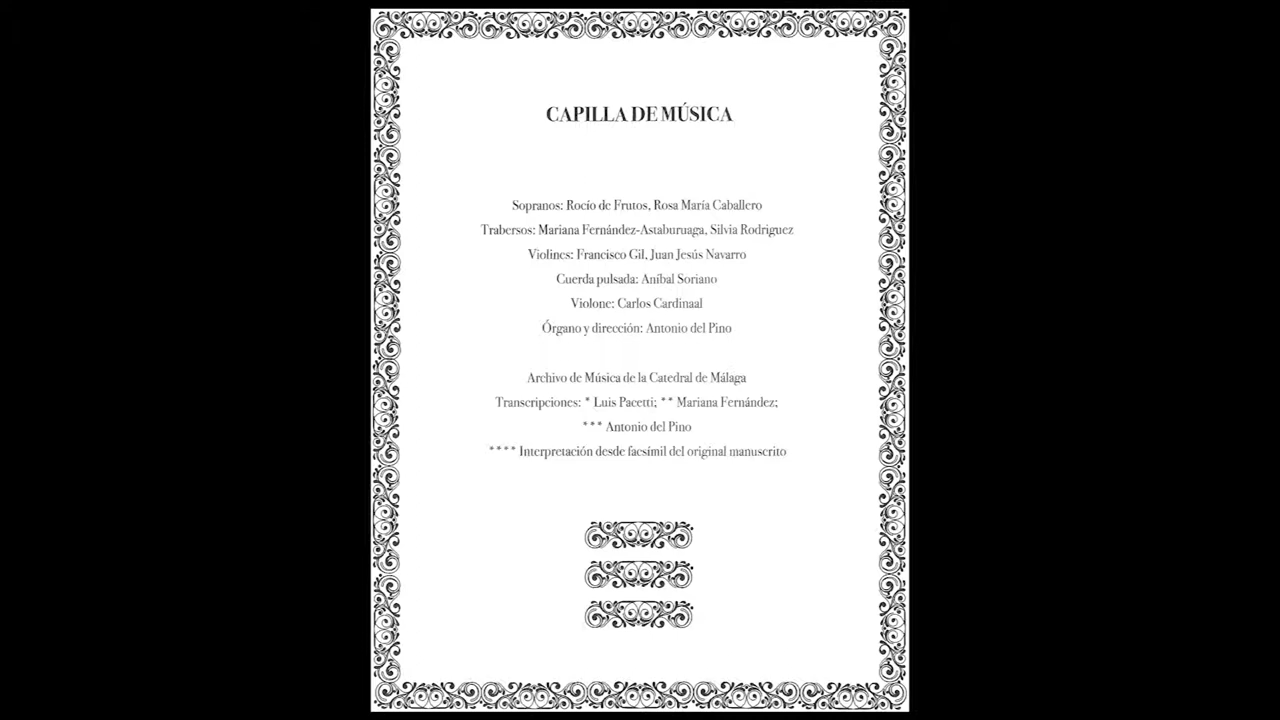 CAPILLA DE MÚSICA
Sopranos: Rocío de Frutos, Rosa María Caballero
Trabersos: Mariana Fernández-Astaburuaga, Silvia Rodriguez
Violines: Francisco Gil, Juan Jesús Navarro
Cuerda pulsada: Aníbal Soriano
Violone: Carlos Cardinaal
Órgano y dirección: Antonio del Pino
Archivo de Música de la Catedral de Málaga
Transcripciones: * Luis Pacetti; ** Mariana Fernández;
*** Antonio del Pino
**** Interpretación desde facsímil del original manuscrito